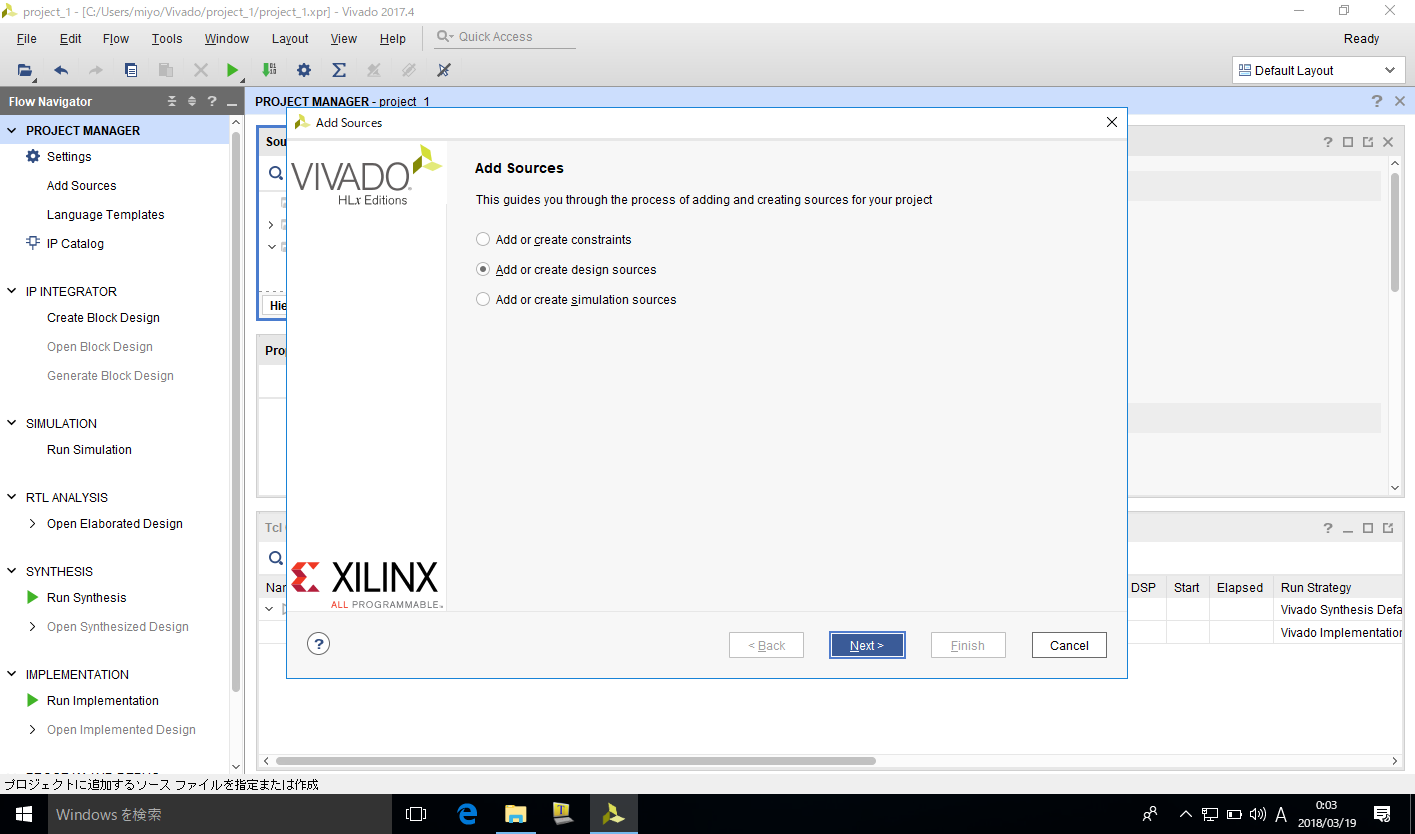 project_1 - [C:/Users/miyo/Vivado/project_1/project_1.xpr] - Vivado 2017.4
File Edit Flow Tools Window Layout View Help Quick Access Ready
Default Layout
Flow Navigator
PROJECT MANAGER - project_1
PROJECT MANAGER
Settings
Add Sources
Language Templates
IP Catalog
IP INTEGRATOR
Create Block Design
Open Block Design
Generate Block Design
SIMULATION
Run Simulation
RTL ANALYSIS
Open Elaborated Design
SYNTHESIS
Run Synthesis
Open Synthesized Design
IMPLEMENTATION
Run Implementation
Open Implemented Design
Sou
Hie
Pro
Tcl
Nar
DSP Start Elapsed Run Strategy
Vivado Synthesis Defa
Vivado Implementation
Add Sources
VIVADO
HLx Editions
Add Sources
This guides you through the process of adding and creating sources for your project
Add or create constraints
Add or create design sources
Add or create simulation sources
XILINX
ALL PROGRAMMABLE
? < Back Next > Finish Cancel
プロジェクトに追加するソース ファイルを指定または作成
Windows を検索
A
0:03
2018/03/19